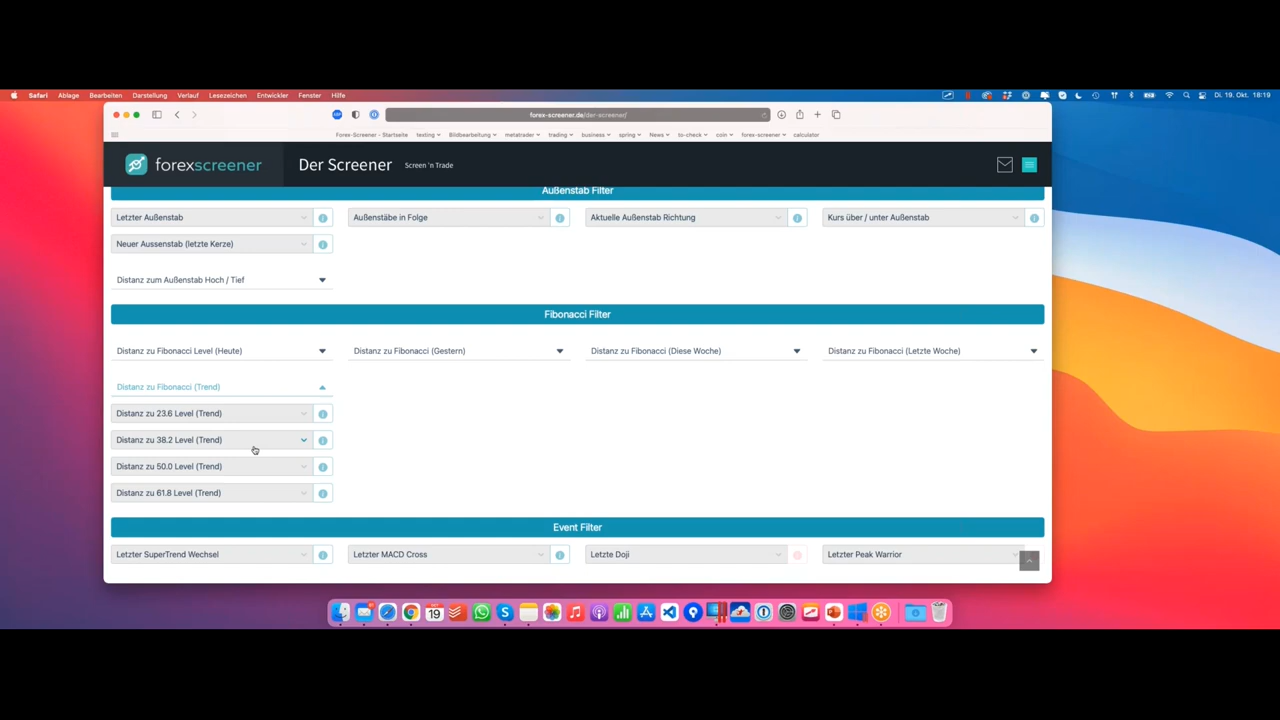 Safari Ablage Bearbeiten Darstellung Verlauf Lesezeichen Entwickler Fenster Hilfe Di. 19. Okt. 18:19
forex-screener.de/der-screener/
Forex-Screener - Startseite texting Bildbearbeitung metatrader trading business spring News to-check coin forex-screener calculator
forexscreener Der Screener Screen 'n Trade
Außenstab Filter
Letzter Außenstab Außenstäbe in Folge Aktuelle Außenstab Richtung Kurs über / unter Außenstab
Neuer Aussenstab (letzte Kerze)
Distanz zum Außenstab Hoch / Tief
Fibonacci Filter
Distanz zu Fibonacci Level (Heute) Distanz zu Fibonacci (Gestern) Distanz zu Fibonacci (Diese Woche) Distanz zu Fibonacci (Letzte Woche)
Distanz zu Fibonacci (Trend)
Distanz zu 23.6 Level (Trend)
Distanz zu 38.2 Level (Trend)
Distanz zu 50.0 Level (Trend)
Distanz zu 61.8 Level (Trend)
Event Filter
Letzter SuperTrend Wechsel Letzter MACD Cross Letzte Doji Letzter Peak Warrior
19